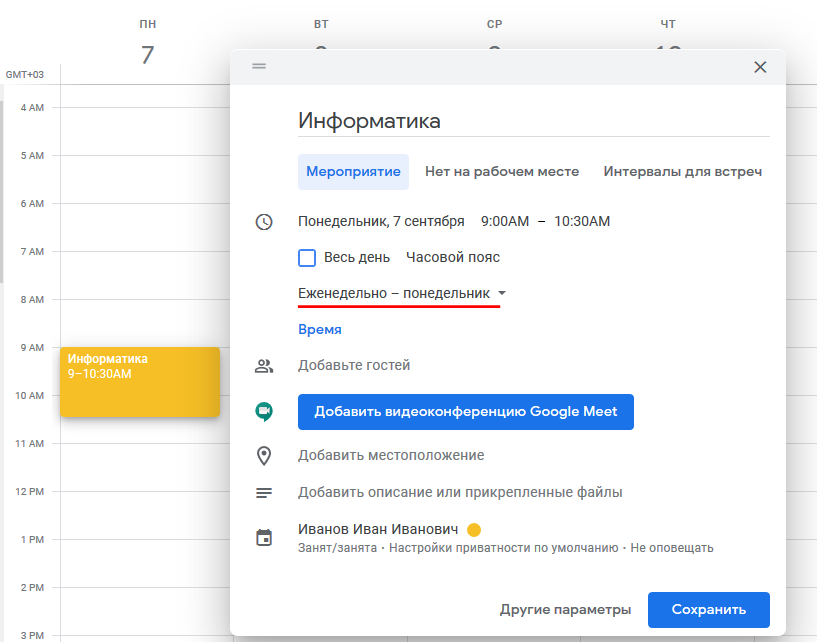 ПН ВТ СР ЧТ
7
GMT+03
4 AM
5 AM
6 AM
7 AM
8 AM
9 AM
10 AM
11 AM
12 PM
1 PM
2 PM
3 PM
Информатика
9–10:30AM
Информатика
Мероприятие Нет на рабочем месте Интервалы для встреч
Понедельник, 7 сентября 9:00AM – 10:30AM
Весь день Часовой пояс
Еженедельно – понедельник
Время
Добавьте гостей
Добавить видеоконференцию Google Meet
Добавить местоположение
Добавить описание или прикрепленные файлы
Иванов Иван Иванович
Занят/занята · Настройки приватности по умолчанию · Не оповещать
Другие параметры Сохранить